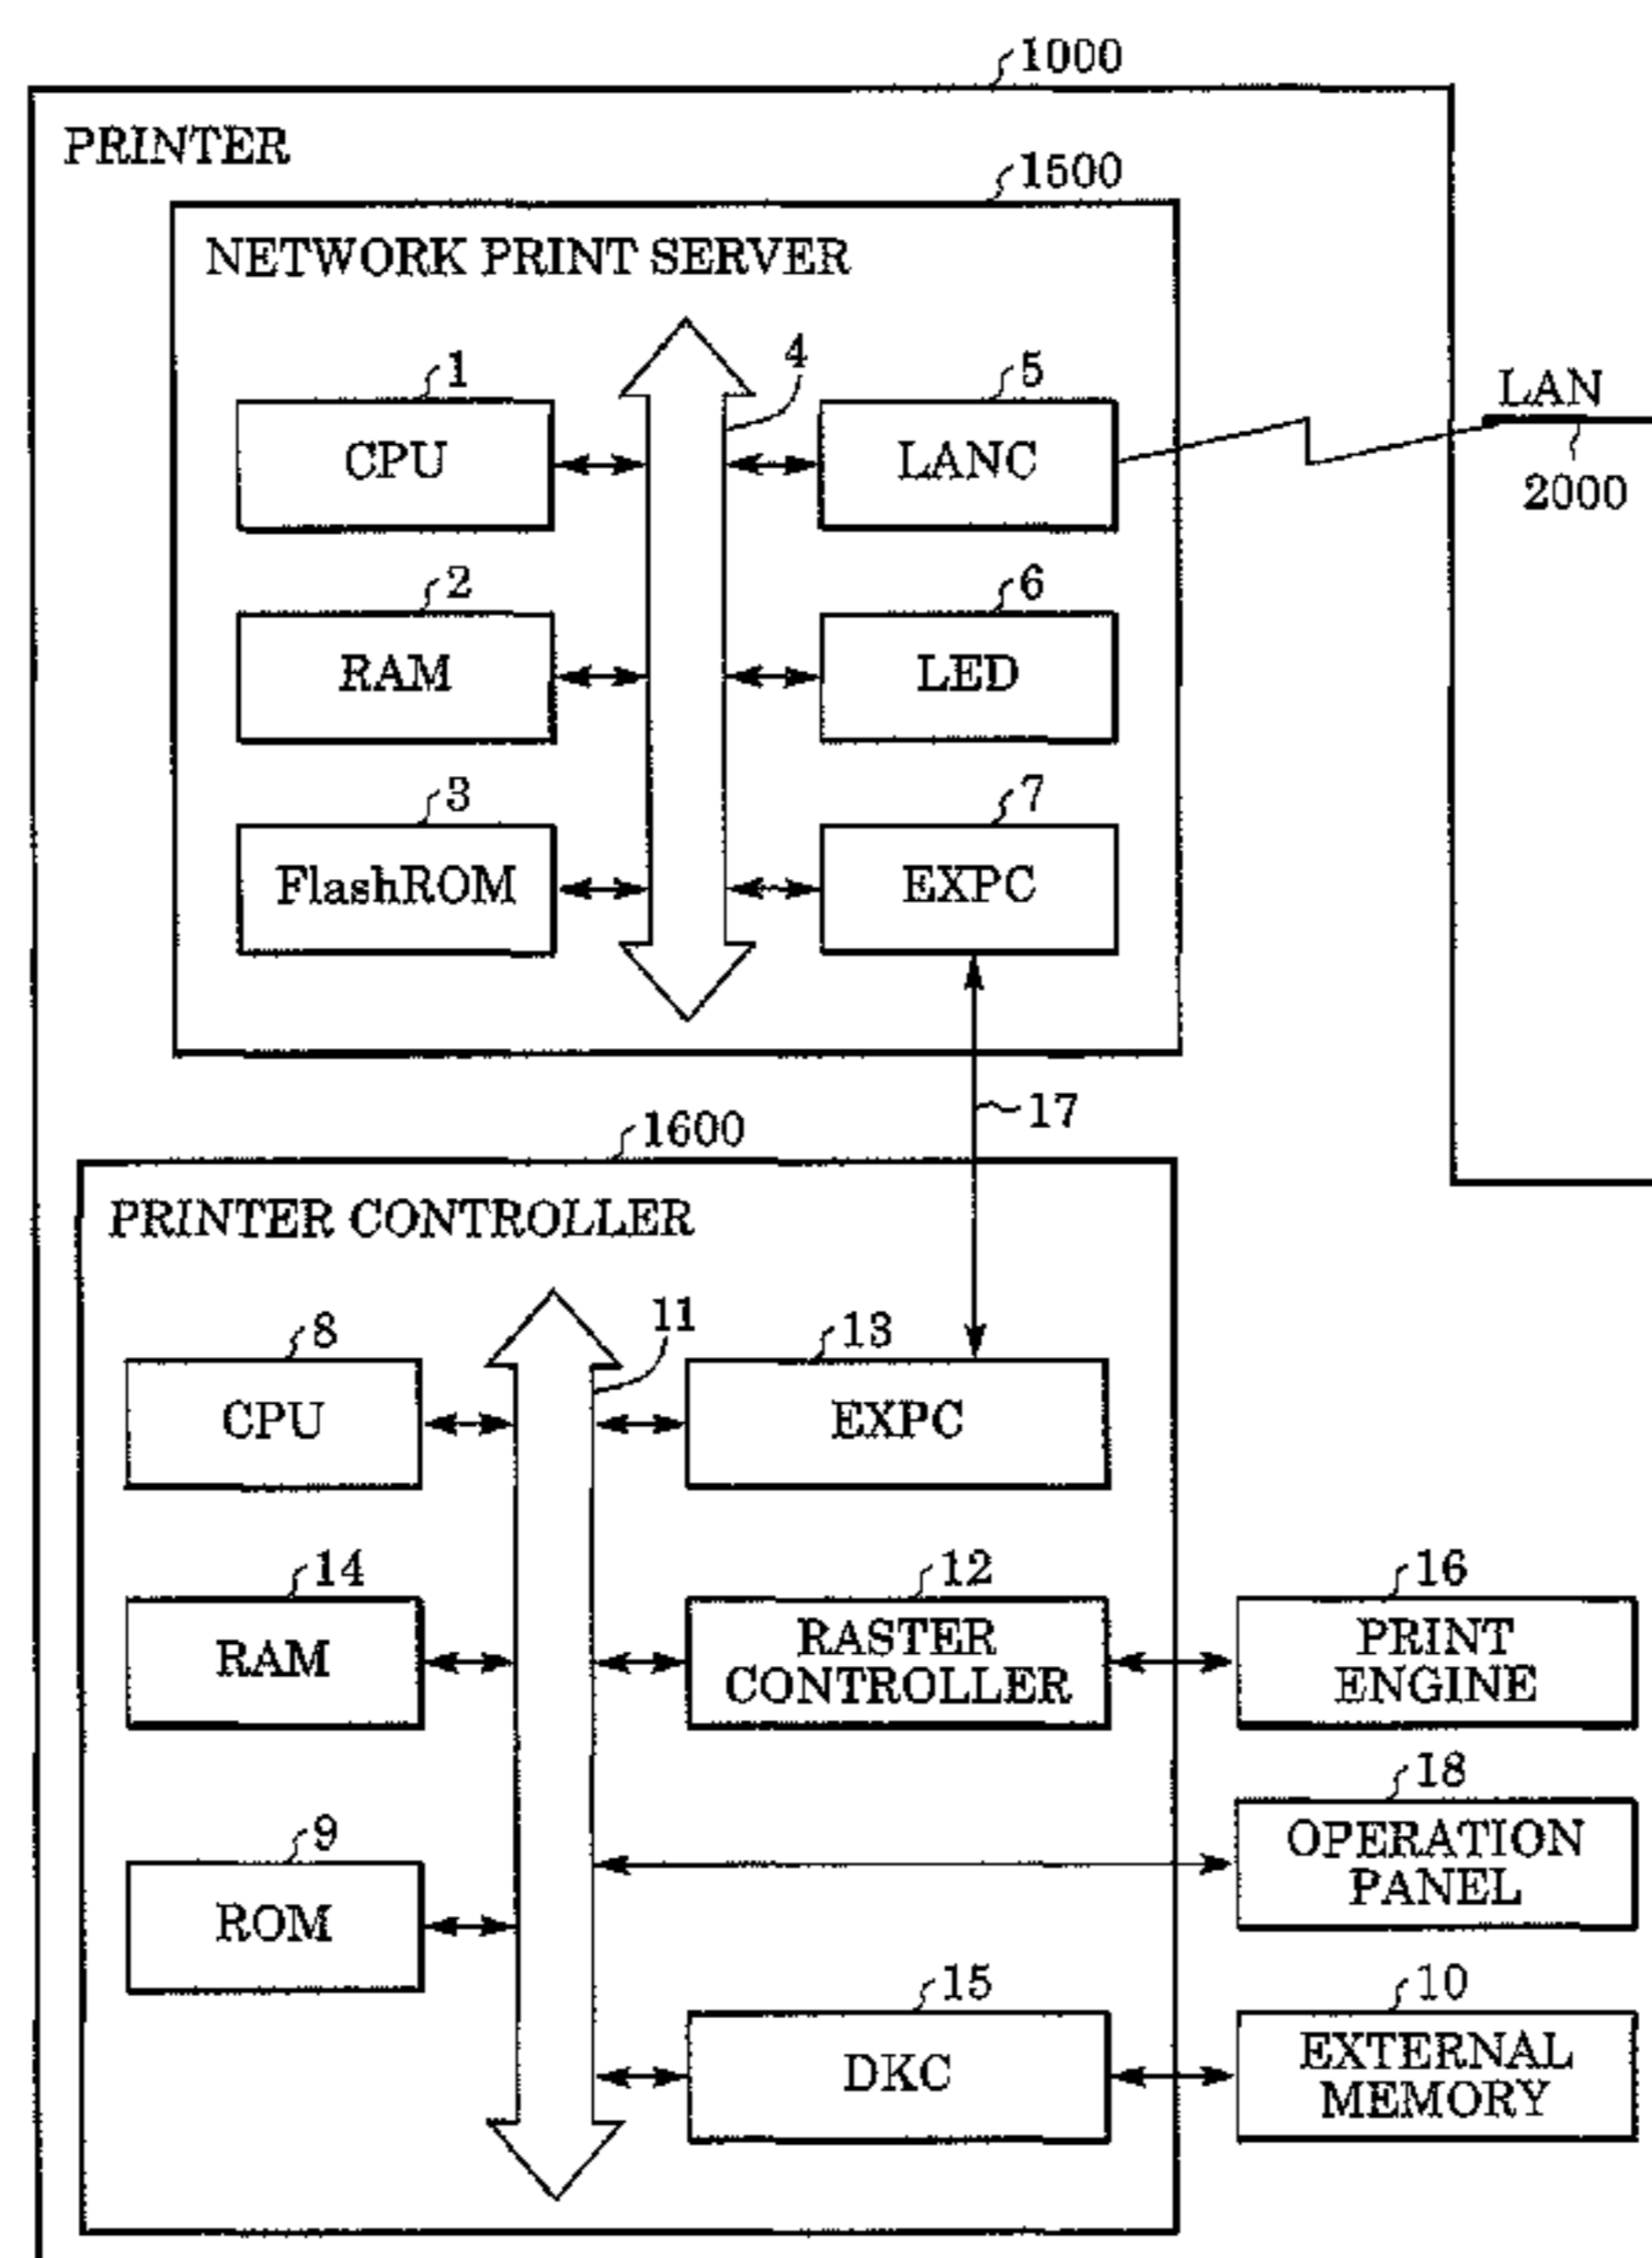 1000
PRINTER
1500
NETWORK PRINT SERVER
4
1
CPU
5
LANC
LAN
2000
2
RAM
6
LED
3
FlashROM
7
EXPC
17
1600
PRINTER CONTROLLER
11
8
CPU
13
EXPC
14
RAM
12
RASTER
CONTROLLER
16
PRINT
ENGINE
18
OPERATION
PANEL
9
ROM
15
DKC
10
EXTERNAL
MEMORY